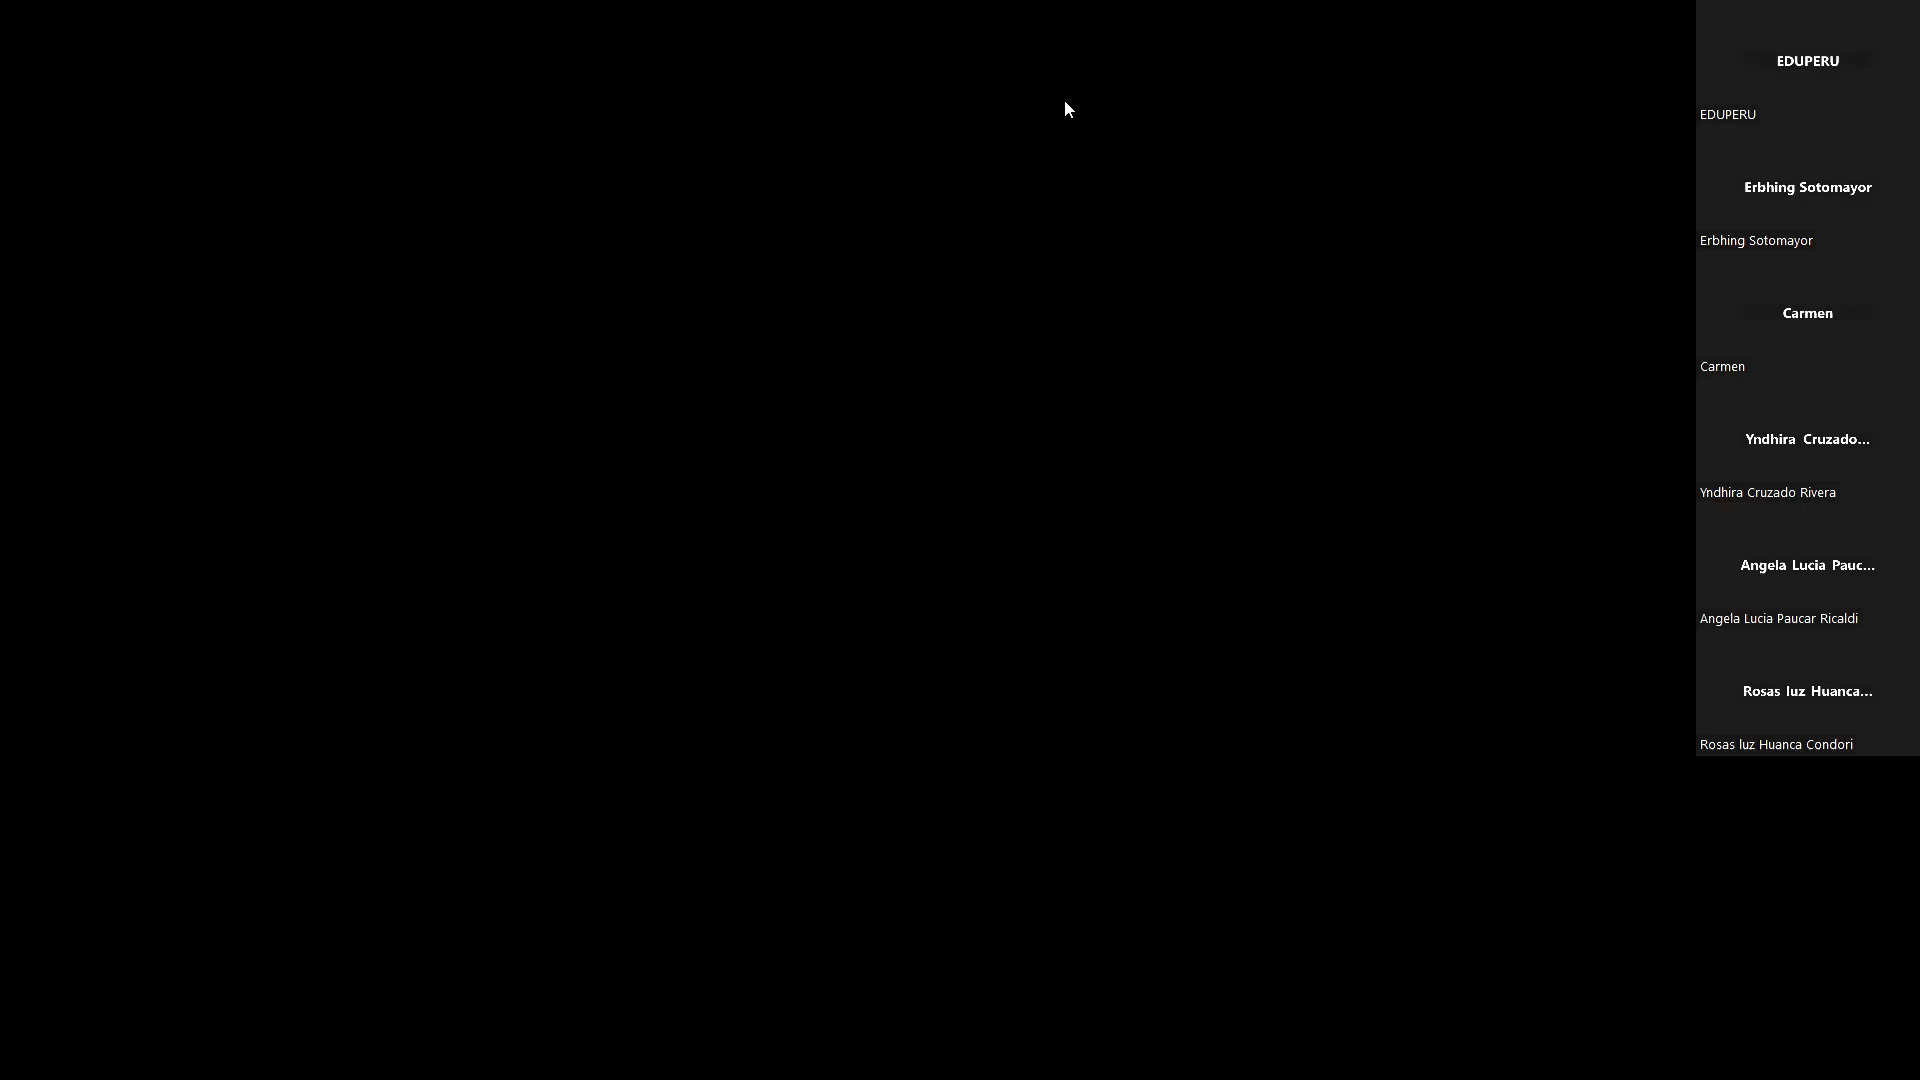 EDUPERU
EDUPERU
Erbhing Sotomayor
Erbhing Sotomayor
Carmen
Carmen
Yndhira Cruzado...
Yndhira Cruzado Rivera
Angela Lucia Pauc...
Angela Lucia Paucar Ricaldi
Rosas luz Huanca...
Rosas luz Huanca Condori